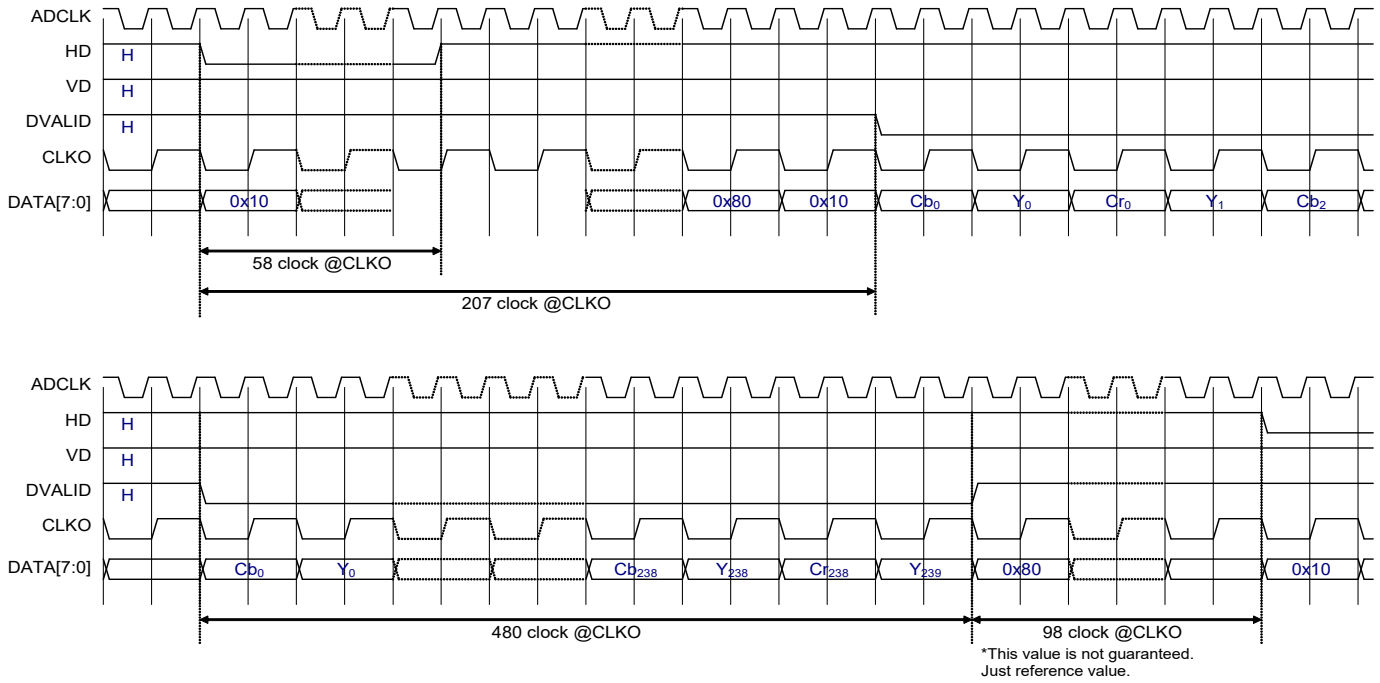 ADCLK
HD H
VD H
DVALID H
CLKO
DATA[7:0] 0x10 0x80 0x10 Cb₀ Y₀ Cr₀ Y₁ Cb₂
58 clock @CLKO
207 clock @CLKO
ADCLK
HD H
VD H
DVALID H
CLKO
DATA[7:0] Cb₀ Y₀ Cb₂₃₈ Y₂₃₈ Cr₂₃₈ Y₂₃₉ 0x80 0x10
480 clock @CLKO 98 clock @CLKO
*This value is not guaranteed.
Just reference value.